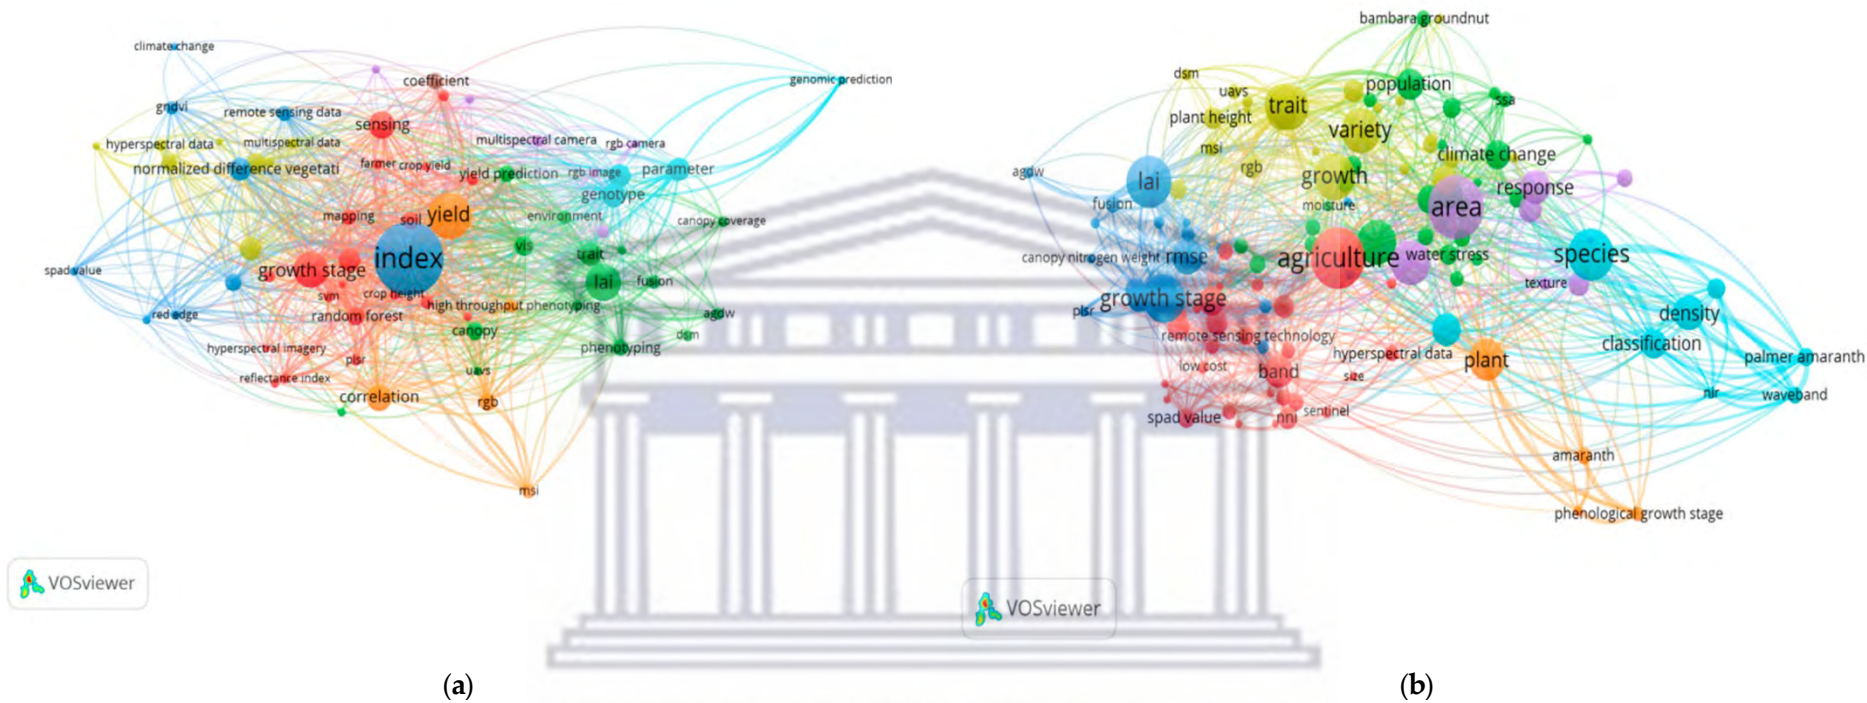 climate change
coefficient
genomic prediction
gndvi
remote sensing data
sensing
hyperspectral data
multispectral data
multispectral camera
rgb camera
normalized difference vegetati
farmer
crop yield
yield prediction
rgb image
parameter
genotype
mapping
soil
yield
environment
canopy coverage
vis
trait
index
spad value
growth stage
lai
fusion
svm
crop height
high throughput phenotyping
red edge
random forest
agdw
canopy
dsm
hyperspectral imagery
plsr
phenotyping
reflectance index
uavs
correlation
rgb
msi
VOSviewer
(a)
bambara groundnut
dsm
uavs
population
trait
ssa
plant height
variety
msi
climate change
agdw
rgb
lai
growth
response
fusion
moisture
area
canopy nitrogen weight
rmse
agriculture
water stress
species
texture
growth stage
plsr
density
remote sensing technology
classification
hyperspectral data
plant
palmer amaranth
low cost
band
size
nir
waveband
spad value
nni
sentinel
amaranth
phenological growth stage
VOSviewer
(b)